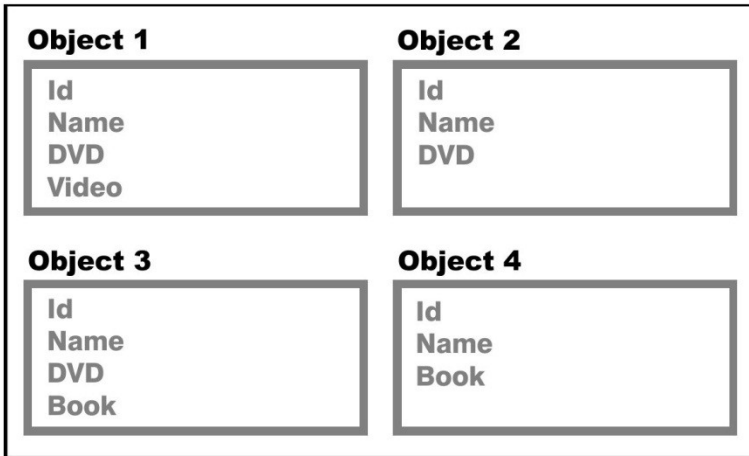 Object 1
Id
Name
DVD
Video
Object 2
Id
Name
DVD
Object 3
Id
Name
DVD
Book
Object 4
Id
Name
Book